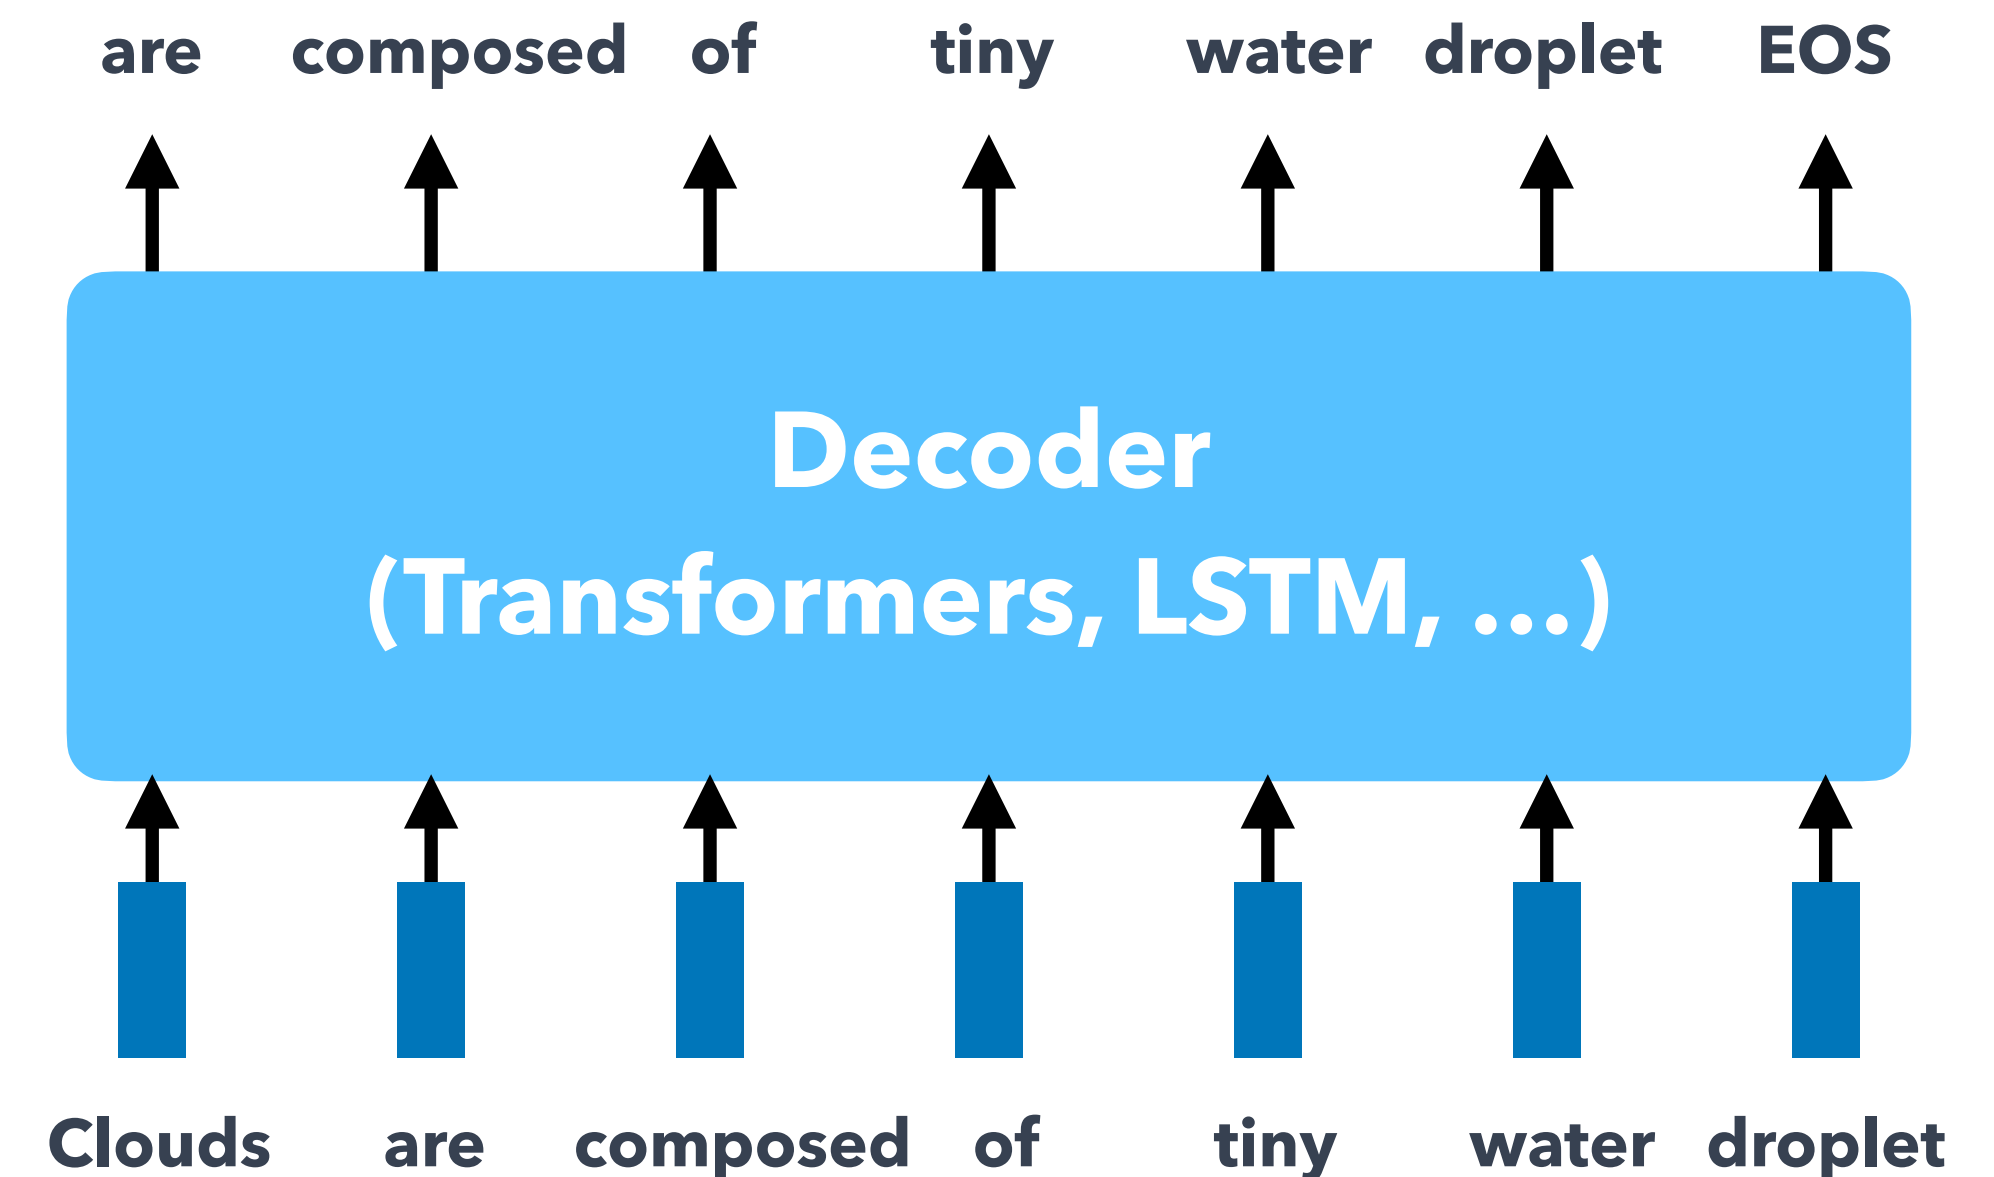 are composed of tiny water droplet EOS
Decoder
(Transformers, LSTM, ...)
Clouds are composed of tiny water droplet